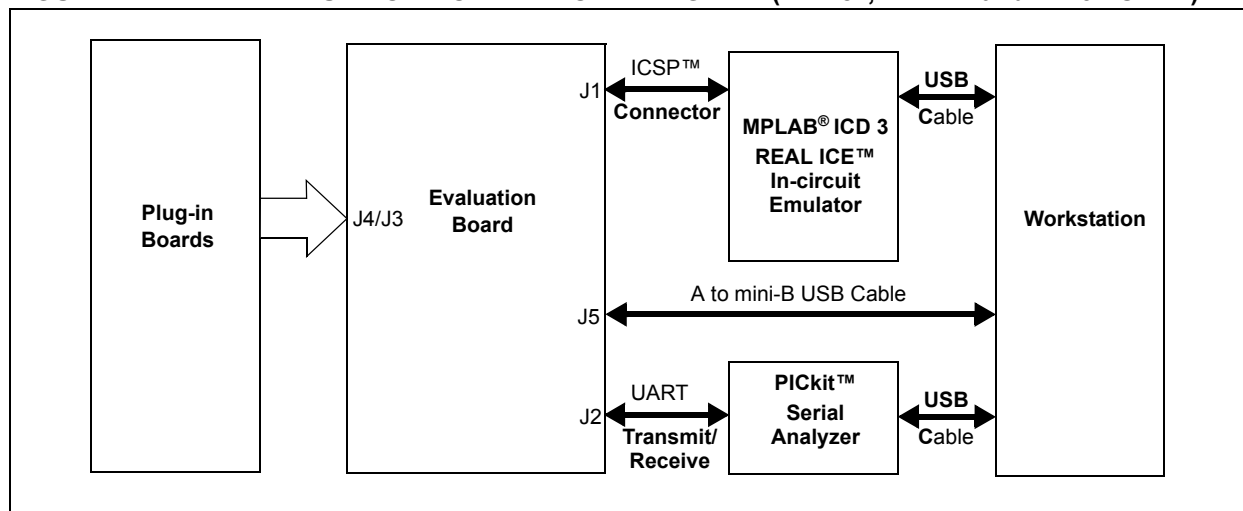 Plug-in
Boards
J4/J3
Evaluation
Board
J1
ICSP™
Connector
MPLAB® ICD 3
REAL ICE™
In-circuit
Emulator
USB
Cable
Workstation
J5
A to mini-B USB Cable
J2
UART
Transmit/
Receive
PICkit™
Serial
Analyzer
USB
Cable